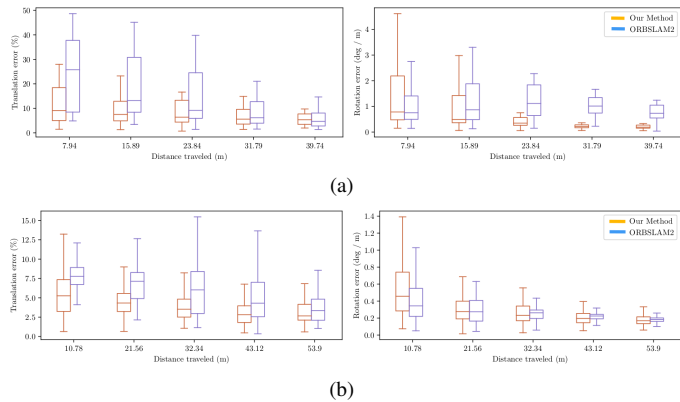 60
50
40
30
20
10
0
Translation error (%)
7.94 15.89 23.84 31.79 39.74
Distance traveled (m)
Our Method
ORBSLAM2
4
3
2
1
0
Rotation error (deg / m)
7.94 15.89 23.84 31.79 39.74
Distance traveled (m)
(a)
15.0
12.5
10.0
7.5
5.0
2.5
0.0
Translation error (%)
10.78 21.56 32.34 43.12 53.9
Distance traveled (m)
Our Method
ORBSLAM2
1.4
1.2
1.0
0.8
0.6
0.4
0.2
0.0
Rotation error (deg / m)
10.78 21.56 32.34 43.12 53.9
Distance traveled (m)
(b)